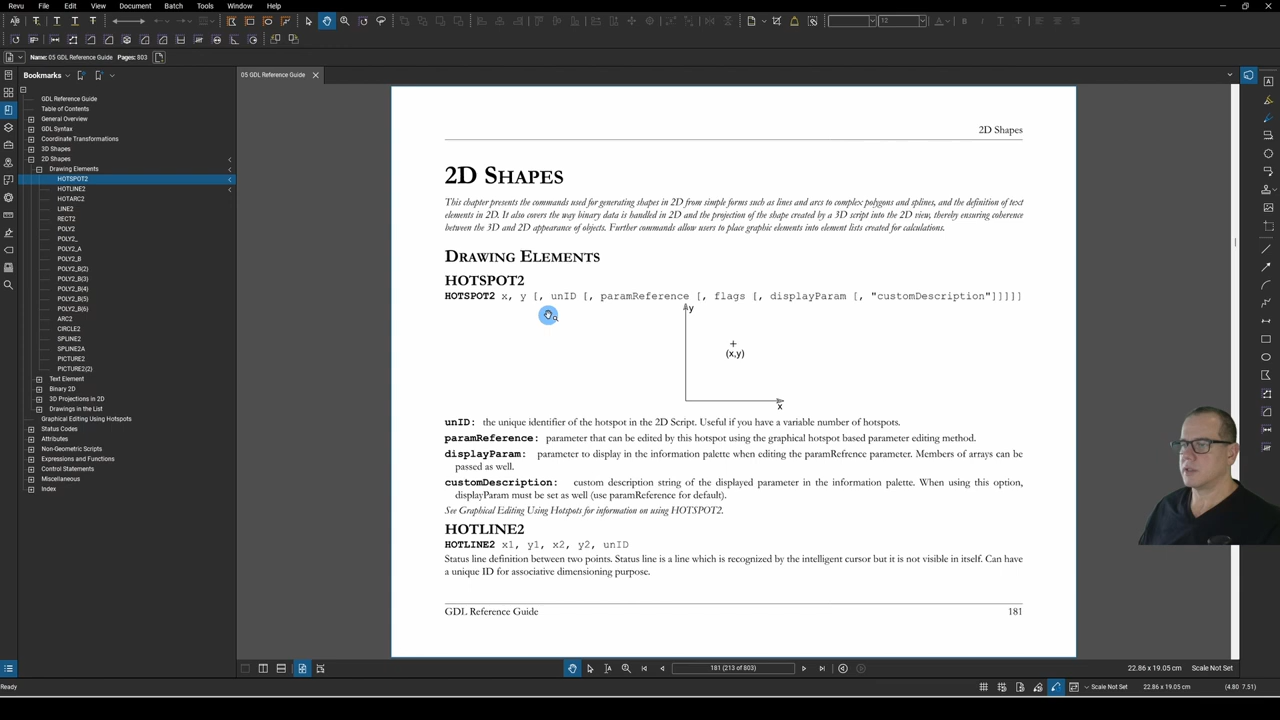 Revu File Edit View Document Batch Tools Window Help
12
Name: 05 GDL Reference Guide Pages: 803
Bookmarks
05 GDL Reference Guide
GDL Reference Guide
Table of Contents
General Overview
GDL Syntax
Coordinate Transformations
3D Shapes
2D Shapes
Drawing Elements
HOTSPOT2
HOTLINE2
HOTARC2
LINE2
RECT2
POLY2
POLY2_
POLY2_A
POLY2_B
POLY2_B(2)
POLY2_B(3)
POLY2_B(4)
POLY2_B(5)
POLY2_B(6)
ARC2
CIRCLE2
SPLINE2
SPLINE2A
PICTURE2
PICTURE2(2)
Text Element
Binary 2D
3D Projections in 2D
Drawings in the List
Graphical Editing Using Hotspots
Status Codes
Attributes
Non-Geometric Scripts
Expressions and Functions
Control Statements
Miscellaneous
Index
2D Shapes
2D SHAPES
This chapter presents the commands used for generating shapes in 2D from simple forms such as lines and arcs to complex polygons and splines, and the definition of text
elements in 2D. It also covers the way binary data is handled in 2D and the projection of the shape created by a 3D script into the 2D view, thereby ensuring coherence
between the 3D and 2D appearance of objects. Further commands allow users to place graphic elements into element lists created for calculations.
DRAWING ELEMENTS
HOTSPOT2
HOTSPOT2 x, y [, unID [, paramReference [, flags [, displayParam [, "customDescription"]]]]]
y
(x,y)
x
unID: the unique identifier of the hotspot in the 2D Script. Useful if you have a variable number of hotspots.
paramReference: parameter that can be edited by this hotspot using the graphical hotspot based parameter editing method.
displayParam: parameter to display in the information palette when editing the paramRefrence parameter. Members of arrays can be
passed as well.
customDescription: custom description string of the displayed parameter in the information palette. When using this option,
displayParam must be set as well (use paramReference for default).
See Graphical Editing Using Hotspots for information on using HOTSPOT2.
HOTLINE2
HOTLINE2 x1, y1, x2, y2, unID
Status line definition between two points. Status line is a line which is recognized by the intelligent cursor but it is not visible in itself. Can have
a unique ID for associative dimensioning purpose.
GDL Reference Guide 181
181 (213 of 803)
22.86 x 19.05 cm Scale Not Set
Ready
Scale Not Set 22.86 x 19.05 cm (4.80 7.51)